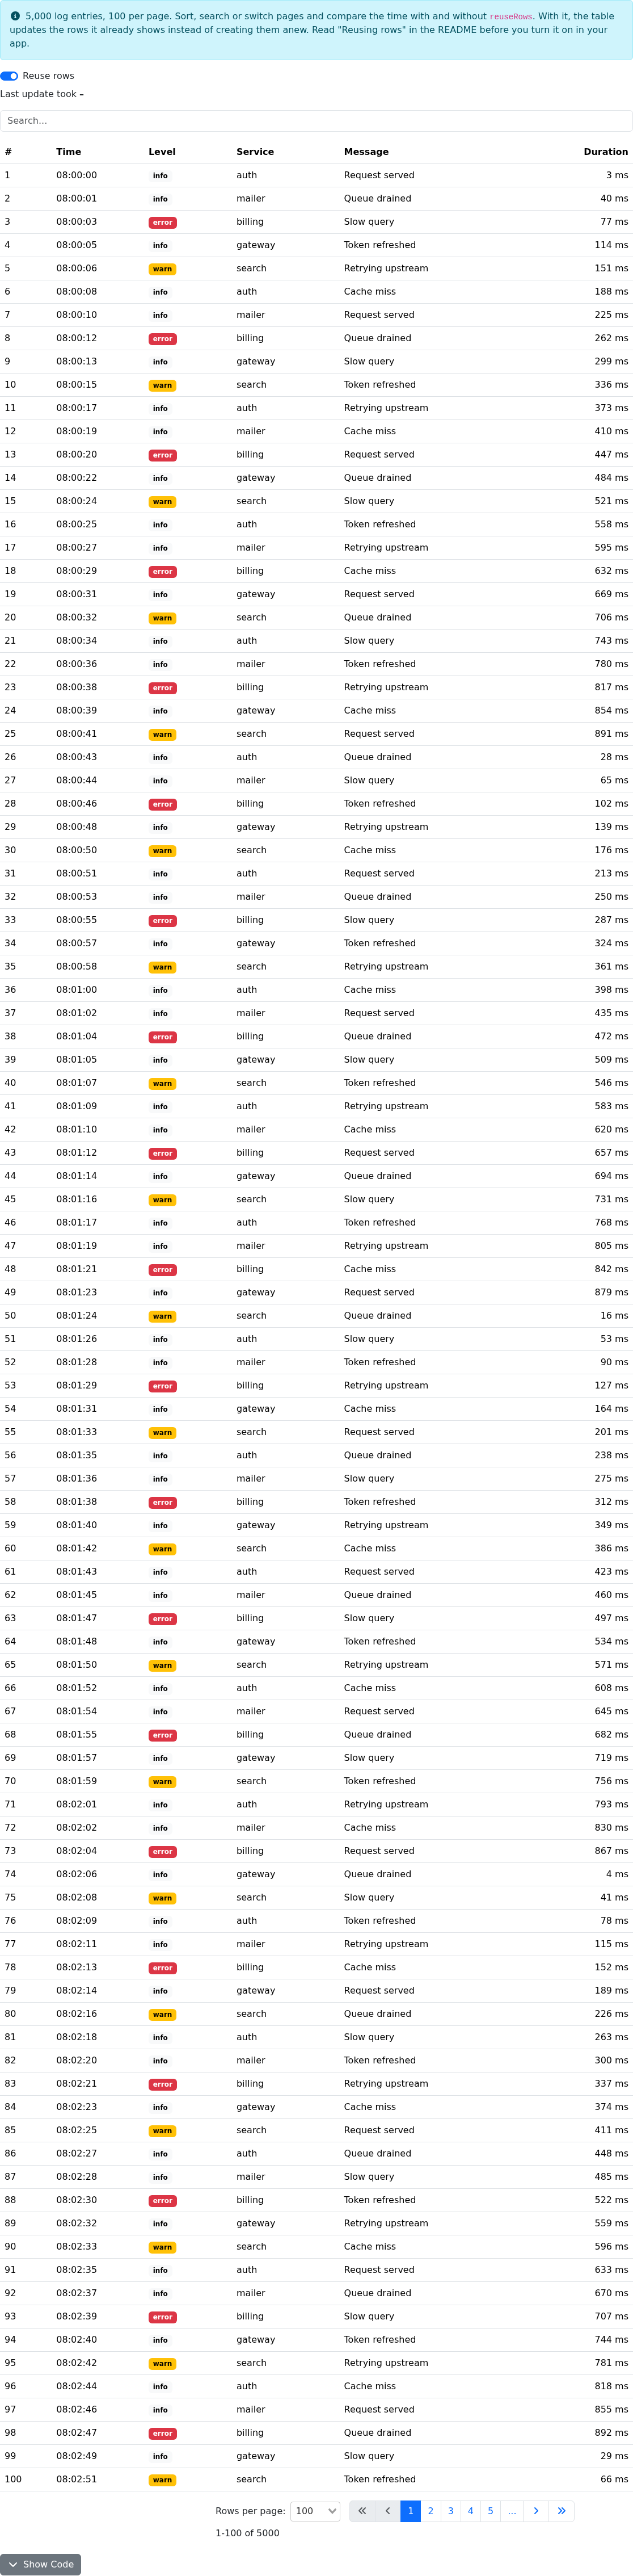 5,000 log entries, 100 per page. Sort, search or switch pages and compare the time with and without reuseRows. With it, the table
updates the rows it already shows instead of creating them anew. Read "Reusing rows" in the README before you turn it on in your
app.
Reuse rows
Last update took –
Search...
# Time Level Service Message Duration
1 08:00:00 info auth Request served 3 ms
2 08:00:01 info mailer Queue drained 40 ms
3 08:00:03 error billing Slow query 77 ms
4 08:00:05 info gateway Token refreshed 114 ms
5 08:00:06 warn search Retrying upstream 151 ms
6 08:00:08 info auth Cache miss 188 ms
7 08:00:10 info mailer Request served 225 ms
8 08:00:12 error billing Queue drained 262 ms
9 08:00:13 info gateway Slow query 299 ms
10 08:00:15 warn search Token refreshed 336 ms
11 08:00:17 info auth Retrying upstream 373 ms
12 08:00:19 info mailer Cache miss 410 ms
13 08:00:20 error billing Request served 447 ms
14 08:00:22 info gateway Queue drained 484 ms
15 08:00:24 warn search Slow query 521 ms
16 08:00:25 info auth Token refreshed 558 ms
17 08:00:27 info mailer Retrying upstream 595 ms
18 08:00:29 error billing Cache miss 632 ms
19 08:00:31 info gateway Request served 669 ms
20 08:00:32 warn search Queue drained 706 ms
21 08:00:34 info auth Slow query 743 ms
22 08:00:36 info mailer Token refreshed 780 ms
23 08:00:38 error billing Retrying upstream 817 ms
24 08:00:39 info gateway Cache miss 854 ms
25 08:00:41 warn search Request served 891 ms
26 08:00:43 info auth Queue drained 28 ms
27 08:00:44 info mailer Slow query 65 ms
28 08:00:46 error billing Token refreshed 102 ms
29 08:00:48 info gateway Retrying upstream 139 ms
30 08:00:50 warn search Cache miss 176 ms
31 08:00:51 info auth Request served 213 ms
32 08:00:53 info mailer Queue drained 250 ms
33 08:00:55 error billing Slow query 287 ms
34 08:00:57 info gateway Token refreshed 324 ms
35 08:00:58 warn search Retrying upstream 361 ms
36 08:01:00 info auth Cache miss 398 ms
37 08:01:02 info mailer Request served 435 ms
38 08:01:04 error billing Queue drained 472 ms
39 08:01:05 info gateway Slow query 509 ms
40 08:01:07 warn search Token refreshed 546 ms
41 08:01:09 info auth Retrying upstream 583 ms
42 08:01:10 info mailer Cache miss 620 ms
43 08:01:12 error billing Request served 657 ms
44 08:01:14 info gateway Queue drained 694 ms
45 08:01:16 warn search Slow query 731 ms
46 08:01:17 info auth Token refreshed 768 ms
47 08:01:19 info mailer Retrying upstream 805 ms
48 08:01:21 error billing Cache miss 842 ms
49 08:01:23 info gateway Request served 879 ms
50 08:01:24 warn search Queue drained 16 ms
51 08:01:26 info auth Slow query 53 ms
52 08:01:28 info mailer Token refreshed 90 ms
53 08:01:29 error billing Retrying upstream 127 ms
54 08:01:31 info gateway Cache miss 164 ms
55 08:01:33 warn search Request served 201 ms
56 08:01:35 info auth Queue drained 238 ms
57 08:01:36 info mailer Slow query 275 ms
58 08:01:38 error billing Token refreshed 312 ms
59 08:01:40 info gateway Retrying upstream 349 ms
60 08:01:42 warn search Cache miss 386 ms
61 08:01:43 info auth Request served 423 ms
62 08:01:45 info mailer Queue drained 460 ms
63 08:01:47 error billing Slow query 497 ms
64 08:01:48 info gateway Token refreshed 534 ms
65 08:01:50 warn search Retrying upstream 571 ms
66 08:01:52 info auth Cache miss 608 ms
67 08:01:54 info mailer Request served 645 ms
68 08:01:55 error billing Queue drained 682 ms
69 08:01:57 info gateway Slow query 719 ms
70 08:01:59 warn search Token refreshed 756 ms
71 08:02:01 info auth Retrying upstream 793 ms
72 08:02:02 info mailer Cache miss 830 ms
73 08:02:04 error billing Request served 867 ms
74 08:02:06 info gateway Queue drained 4 ms
75 08:02:08 warn search Slow query 41 ms
76 08:02:09 info auth Token refreshed 78 ms
77 08:02:11 info mailer Retrying upstream 115 ms
78 08:02:13 error billing Cache miss 152 ms
79 08:02:14 info gateway Request served 189 ms
80 08:02:16 warn search Queue drained 226 ms
81 08:02:18 info auth Slow query 263 ms
82 08:02:20 info mailer Token refreshed 300 ms
83 08:02:21 error billing Retrying upstream 337 ms
84 08:02:23 info gateway Cache miss 374 ms
85 08:02:25 warn search Request served 411 ms
86 08:02:27 info auth Queue drained 448 ms
87 08:02:28 info mailer Slow query 485 ms
88 08:02:30 error billing Token refreshed 522 ms
89 08:02:32 info gateway Retrying upstream 559 ms
90 08:02:33 warn search Cache miss 596 ms
91 08:02:35 info auth Request served 633 ms
92 08:02:37 info mailer Queue drained 670 ms
93 08:02:39 error billing Slow query 707 ms
94 08:02:40 info gateway Token refreshed 744 ms
95 08:02:42 warn search Retrying upstream 781 ms
96 08:02:44 info auth Cache miss 818 ms
97 08:02:46 info mailer Request served 855 ms
98 08:02:47 error billing Queue drained 892 ms
99 08:02:49 info gateway Slow query 29 ms
100 08:02:51 warn search Token refreshed 66 ms
Rows per page: 100 1 2 3 4 5 ...
1-100 of 5000
Show Code